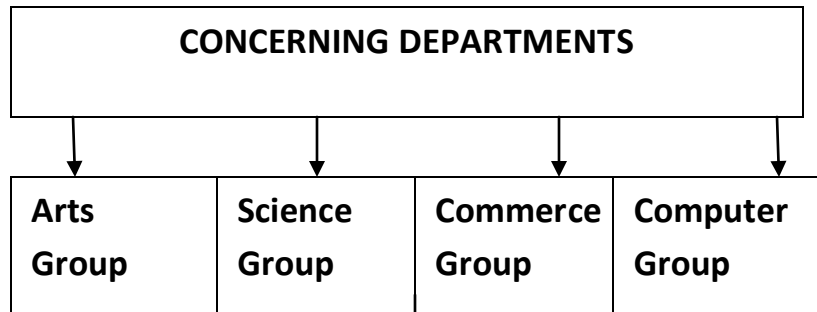 CONCERNING DEPARTMENTS
Arts
Group
Science
Group
Commerce
Group
Computer
Group